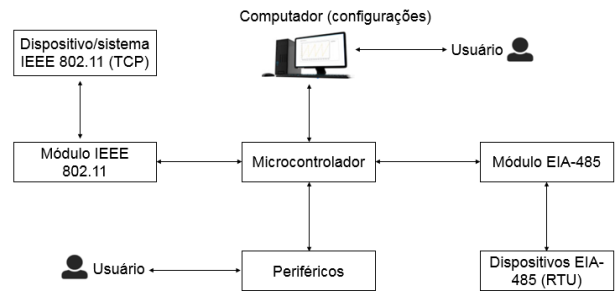 Computador (configurações)
Dispositivo/sistema
IEEE 802.11 (TCP)
Usuário
Módulo IEEE
802.11
Microcontrolador
Módulo EIA-485
Usuário
Periféricos
Dispositivos EIA-
485 (RTU)